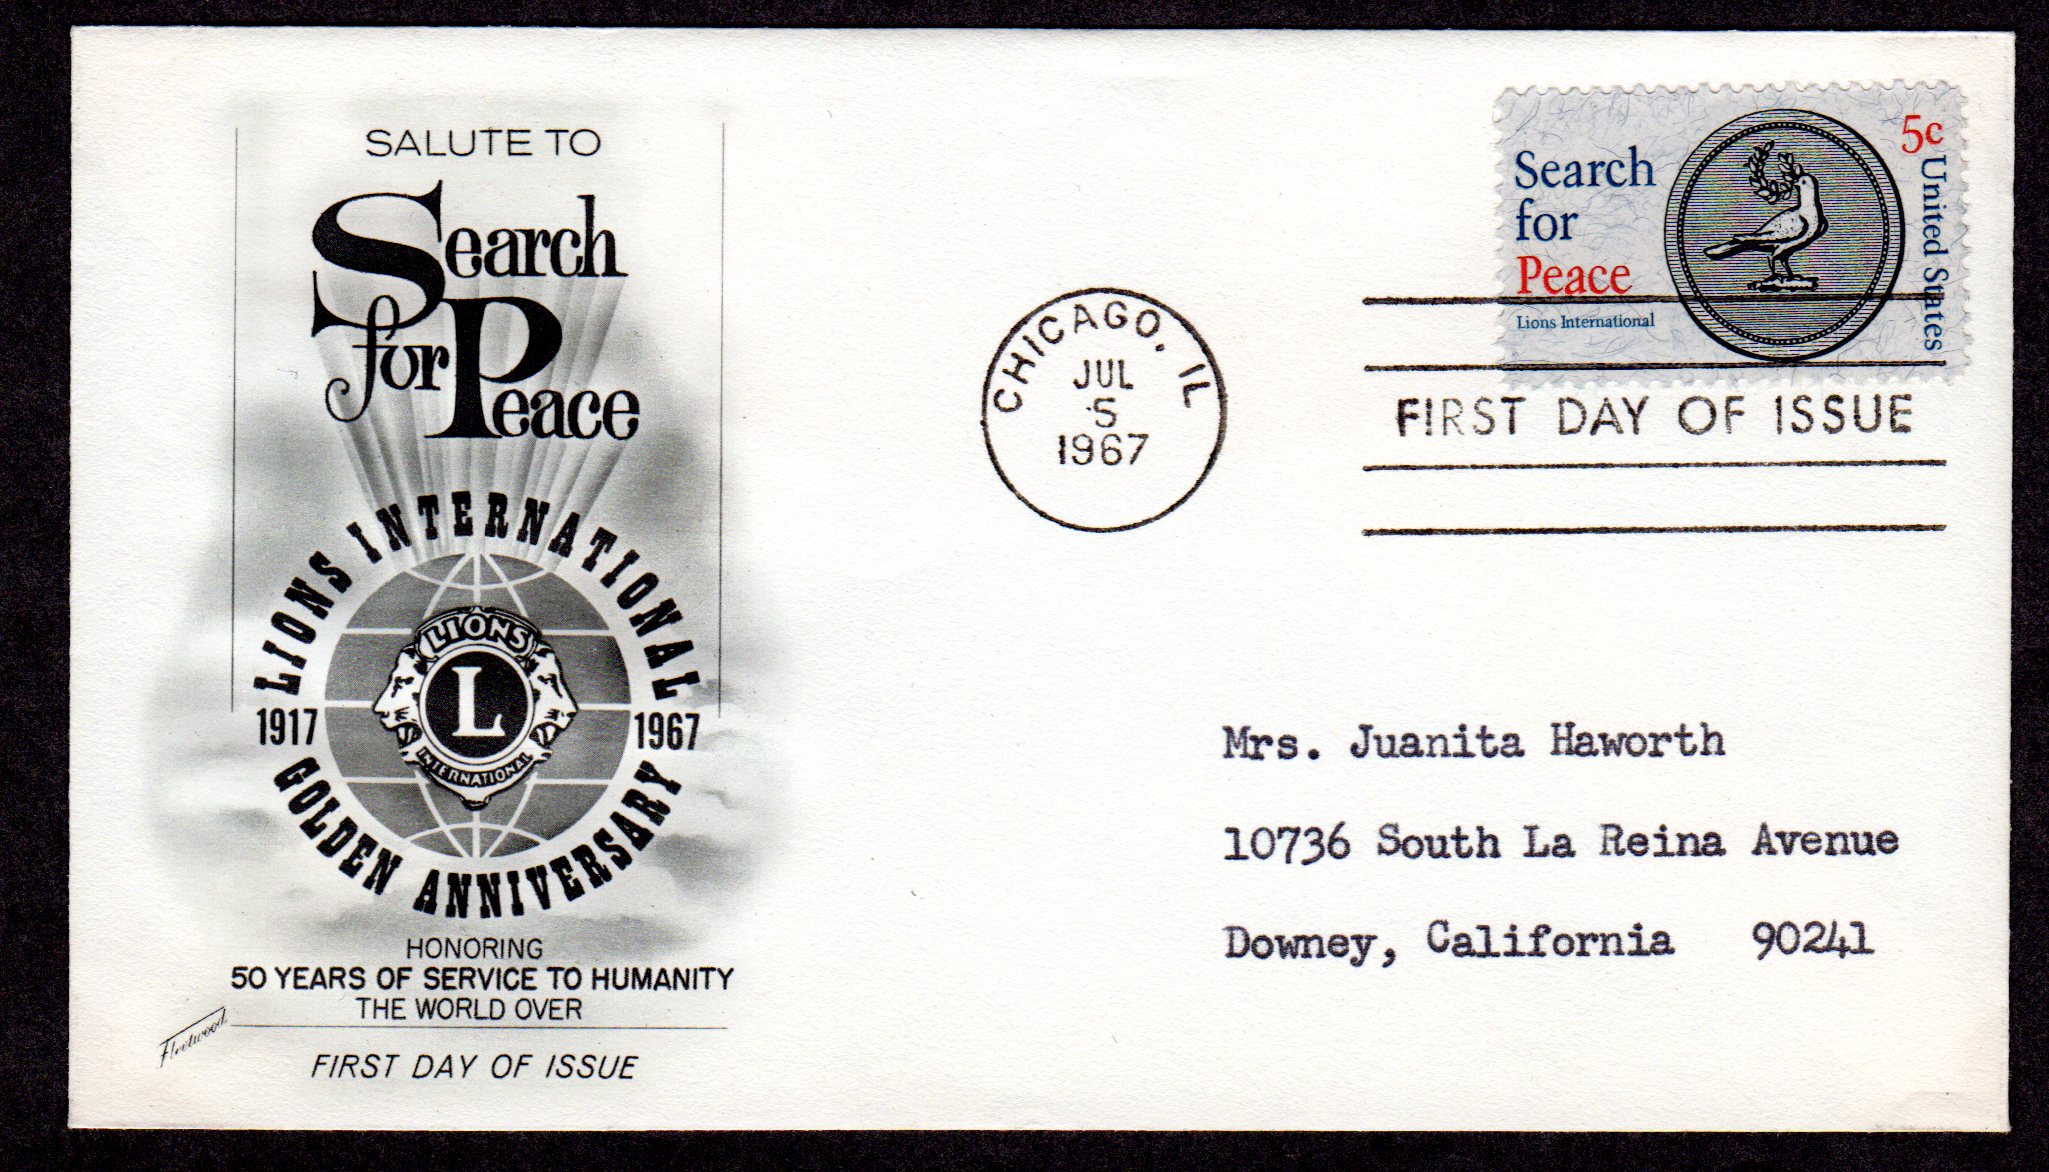 SALUTE TO
Search
for Peace
LIONS INTERNATIONAL
LIONS
L
INTERNATIONAL
1917
1967
GOLDEN ANNIVERSARY
HONORING
50 YEARS OF SERVICE TO HUMANITY
THE WORLD OVER
Fleetwood
FIRST DAY OF ISSUE
CHICAGO, IL
JUL
5
1967
5c
United States
Search
for
Peace
Lions International
FIRST DAY OF ISSUE
Mrs. Juanita Haworth
10736 South La Reina Avenue
Downey, California 90241